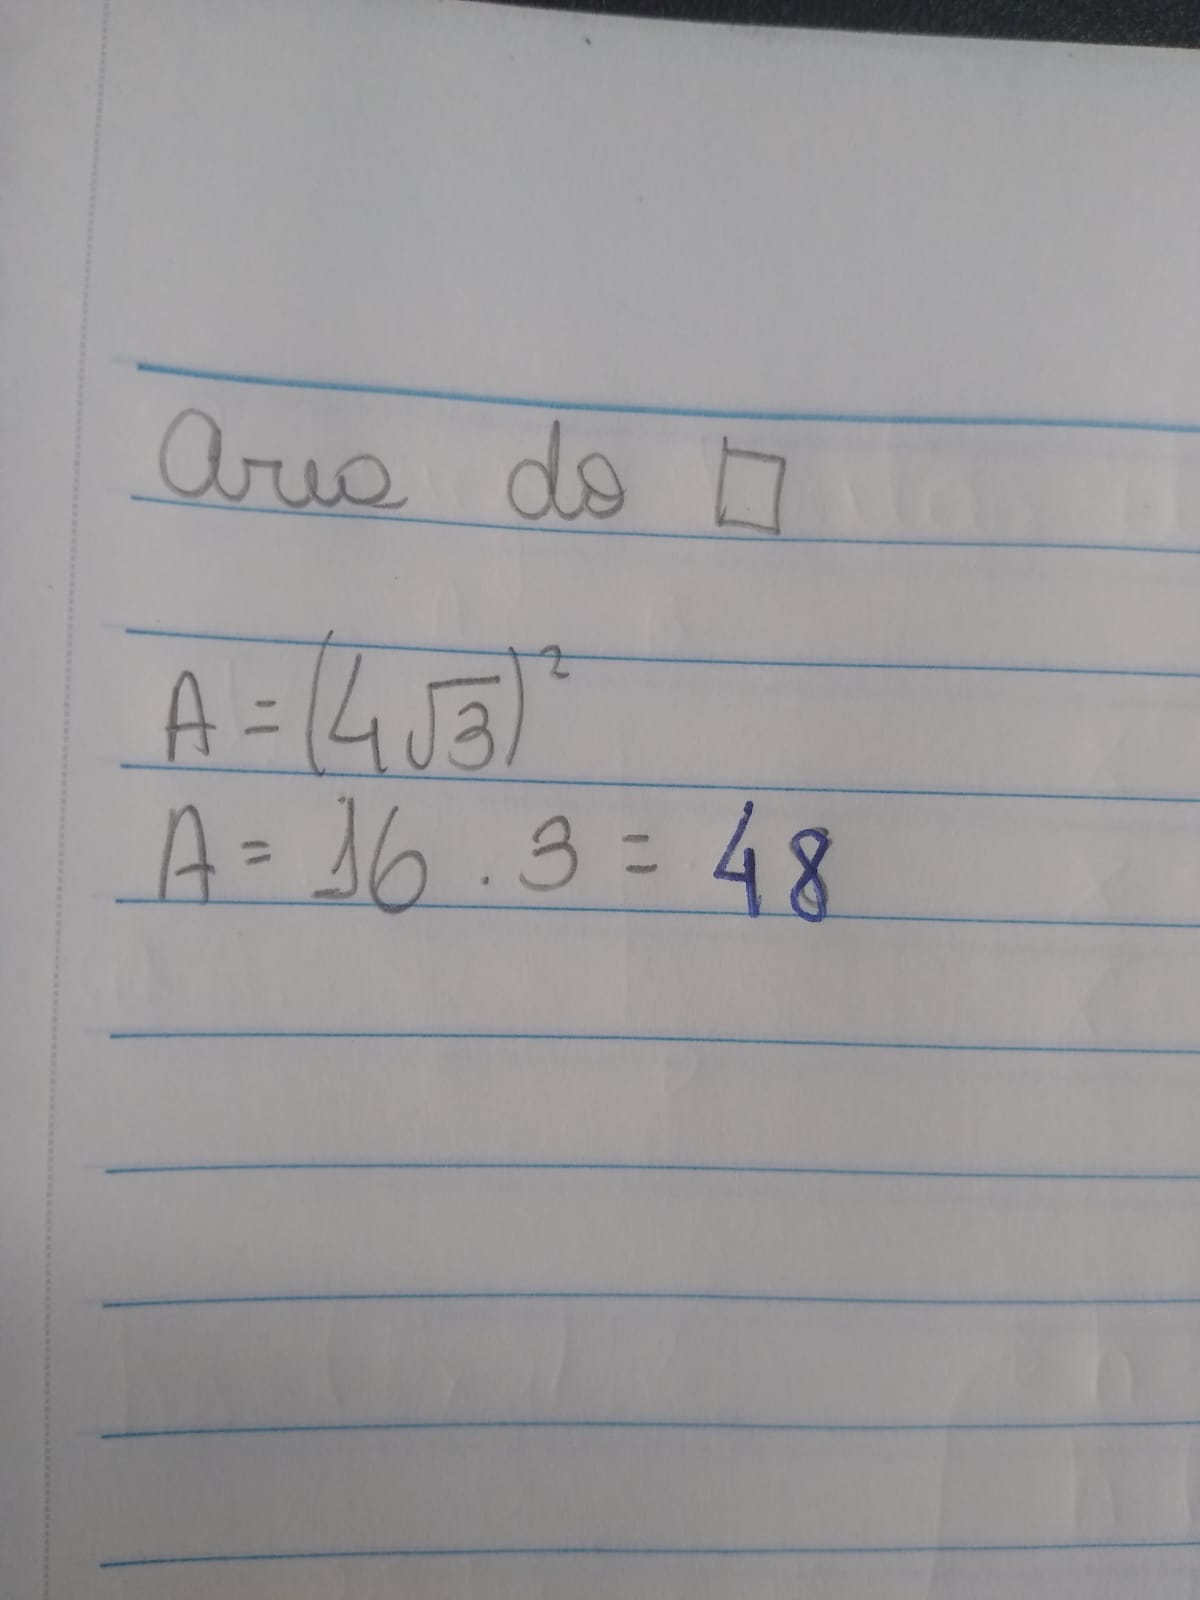 Area do □
A = (4√3)²
A = 16 . 3 = 48